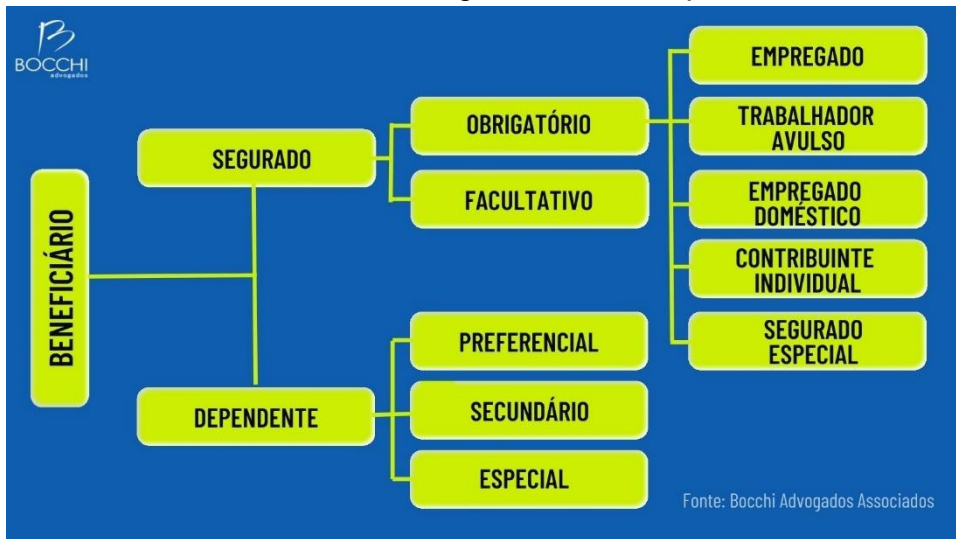 BOCCHI
advogados
BENEFICIÁRIO
SEGURADO
OBRIGATÓRIO
FACULTATIVO
EMPREGADO
TRABALHADOR
AVULSO
EMPREGADO
DOMÉSTICO
CONTRIBUINTE
INDIVIDUAL
SEGURADO
ESPECIAL
DEPENDENTE
PREFERENCIAL
SECUNDÁRIO
ESPECIAL
Fonte: Bocchi Advogados Associados